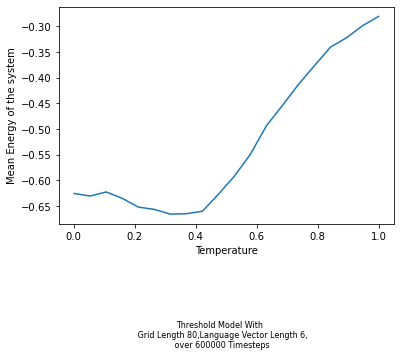 −0.30
−0.35
−0.40
−0.45
−0.50
−0.55
−0.60
−0.65
Mean Energy of the system
0.0 0.2 0.4 0.6 0.8 1.0
Temperature
Threshold Model With
Grid Length 80,Language Vector Length 6,
over 600000 Timesteps